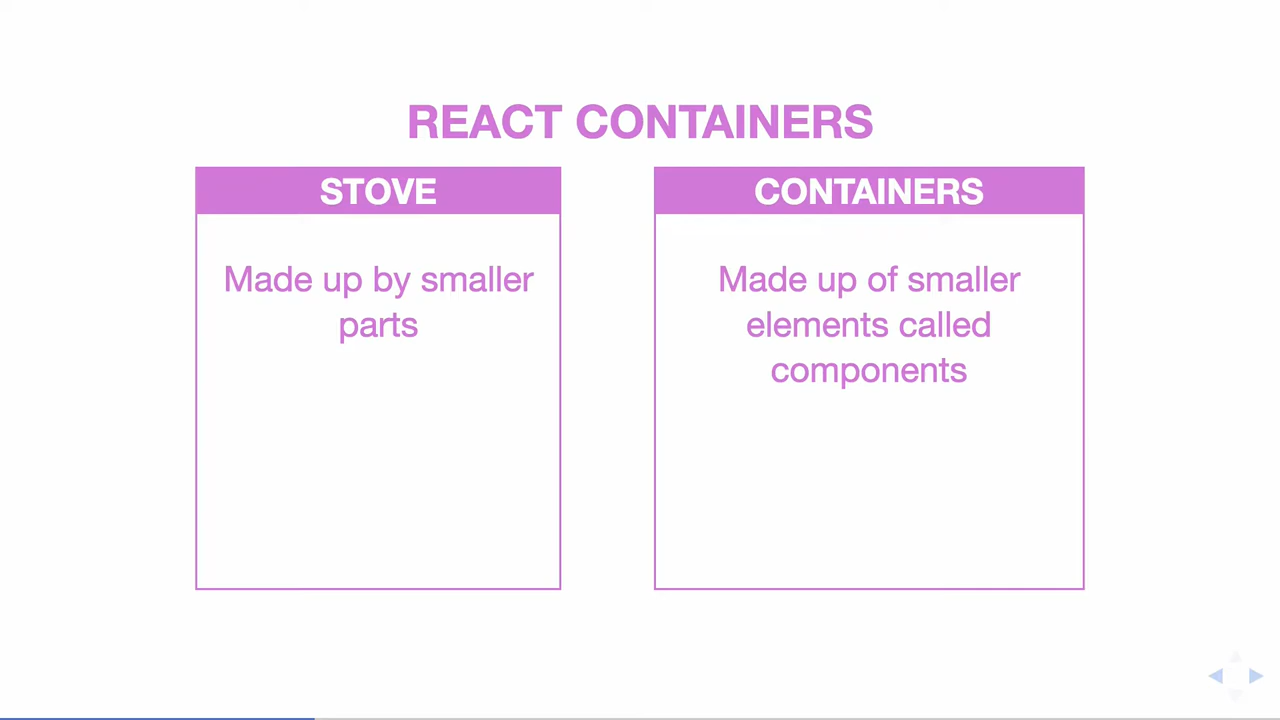 REACT CONTAINERS
STOVE
Made up by smaller
parts
CONTAINERS
Made up of smaller
elements called
components